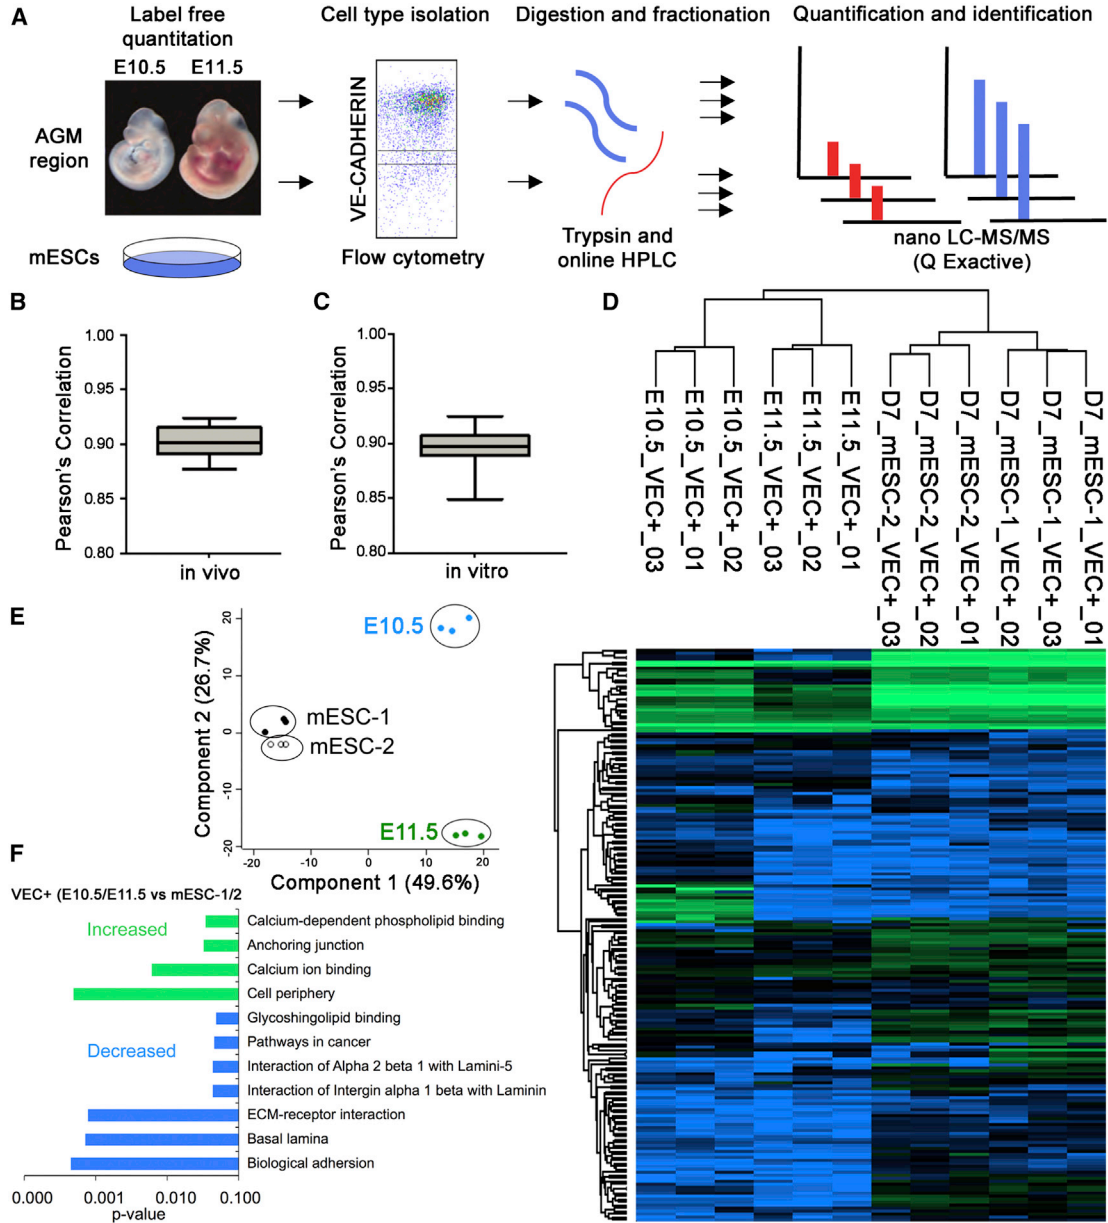 A
Label free
quantitation
E10.5 E11.5
AGM
region
mESCs
Cell type isolation
VE-CADHERIN
Flow cytometry
Digestion and fractionation
Trypsin and
online HPLC
Quantification and identification
nano LC-MS/MS
(Q Exactive)
B
Pearson's Correlation
1.00
0.95
0.90
0.85
0.80
in vivo
C
Pearson's Correlation
1.00
0.95
0.90
0.85
0.80
in vitro
D
E10.5_VEC+_03
E10.5_VEC+_01
E10.5_VEC+_02
E11.5_VEC+_03
E11.5_VEC+_02
E11.5_VEC+_01
D7_mESC-2_VEC+_03
D7_mESC-2_VEC+_02
D7_mESC-2_VEC+_01
D7_mESC-1_VEC+_02
D7_mESC-1_VEC+_03
D7_mESC-1_VEC+_01
E
Component 2 (26.7%)
20
10
0
-10
-20
E10.5
mESC-1
mESC-2
E11.5
-20 -10 0 10 20
Component 1 (49.6%)
F
VEC+ (E10.5/E11.5 vs mESC-1/2
Increased
Calcium-dependent phospholipid binding
Anchoring junction
Calcium ion binding
Cell periphery
Decreased
Glycoshingolipid binding
Pathways in cancer
Interaction of Alpha 2 beta 1 with Lamini-5
Interaction of Intergin alpha 1 beta with Laminin
ECM-receptor interaction
Basal lamina
Biological adhersion
0.000 0.001 0.010 0.100
p-value